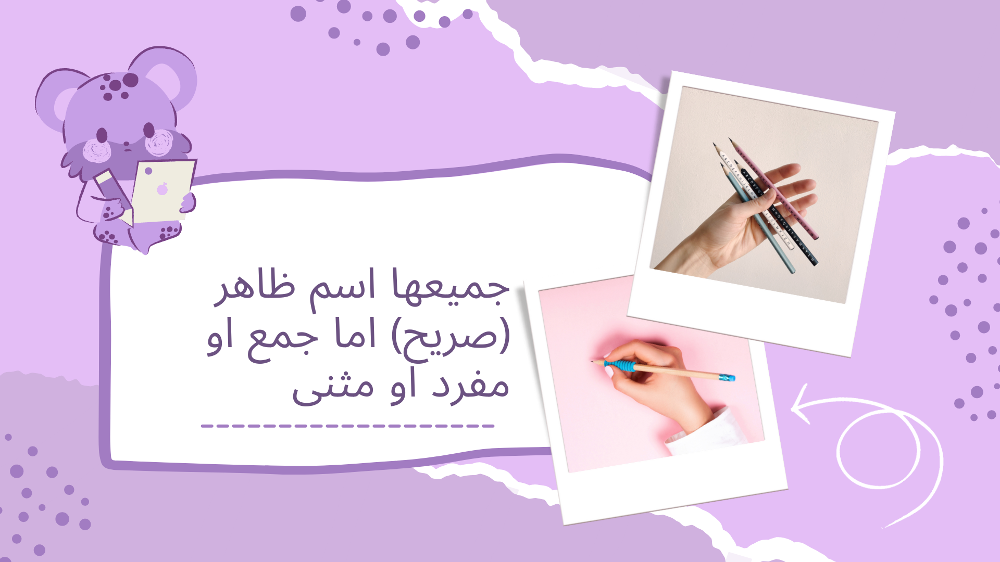 جميعها اسم ظاهر
(صريح) اما جمع او
مفرد او مثنى